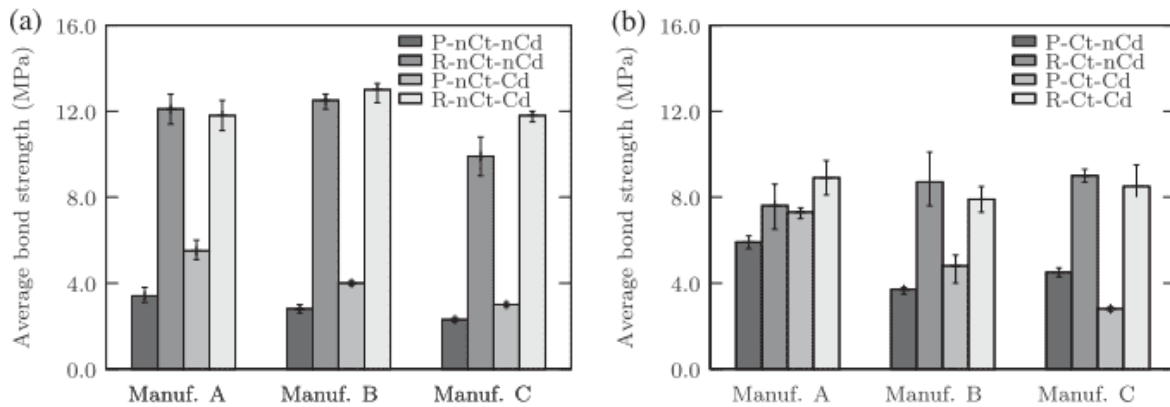 (a)
Average bond strength (MPa)
16.0
12.0
8.0
4.0
0.0
P-nCt-nCd
R-nCt-nCd
P-nCt-Cd
R-nCt-Cd
Manuf. A
Manuf. B
Manuf. C
(b)
Average bond strength (MPa)
16.0
12.0
8.0
4.0
0.0
P-Ct-nCd
R-Ct-nCd
P-Ct-Cd
R-Ct-Cd
Manuf. A
Manuf. B
Manuf. C